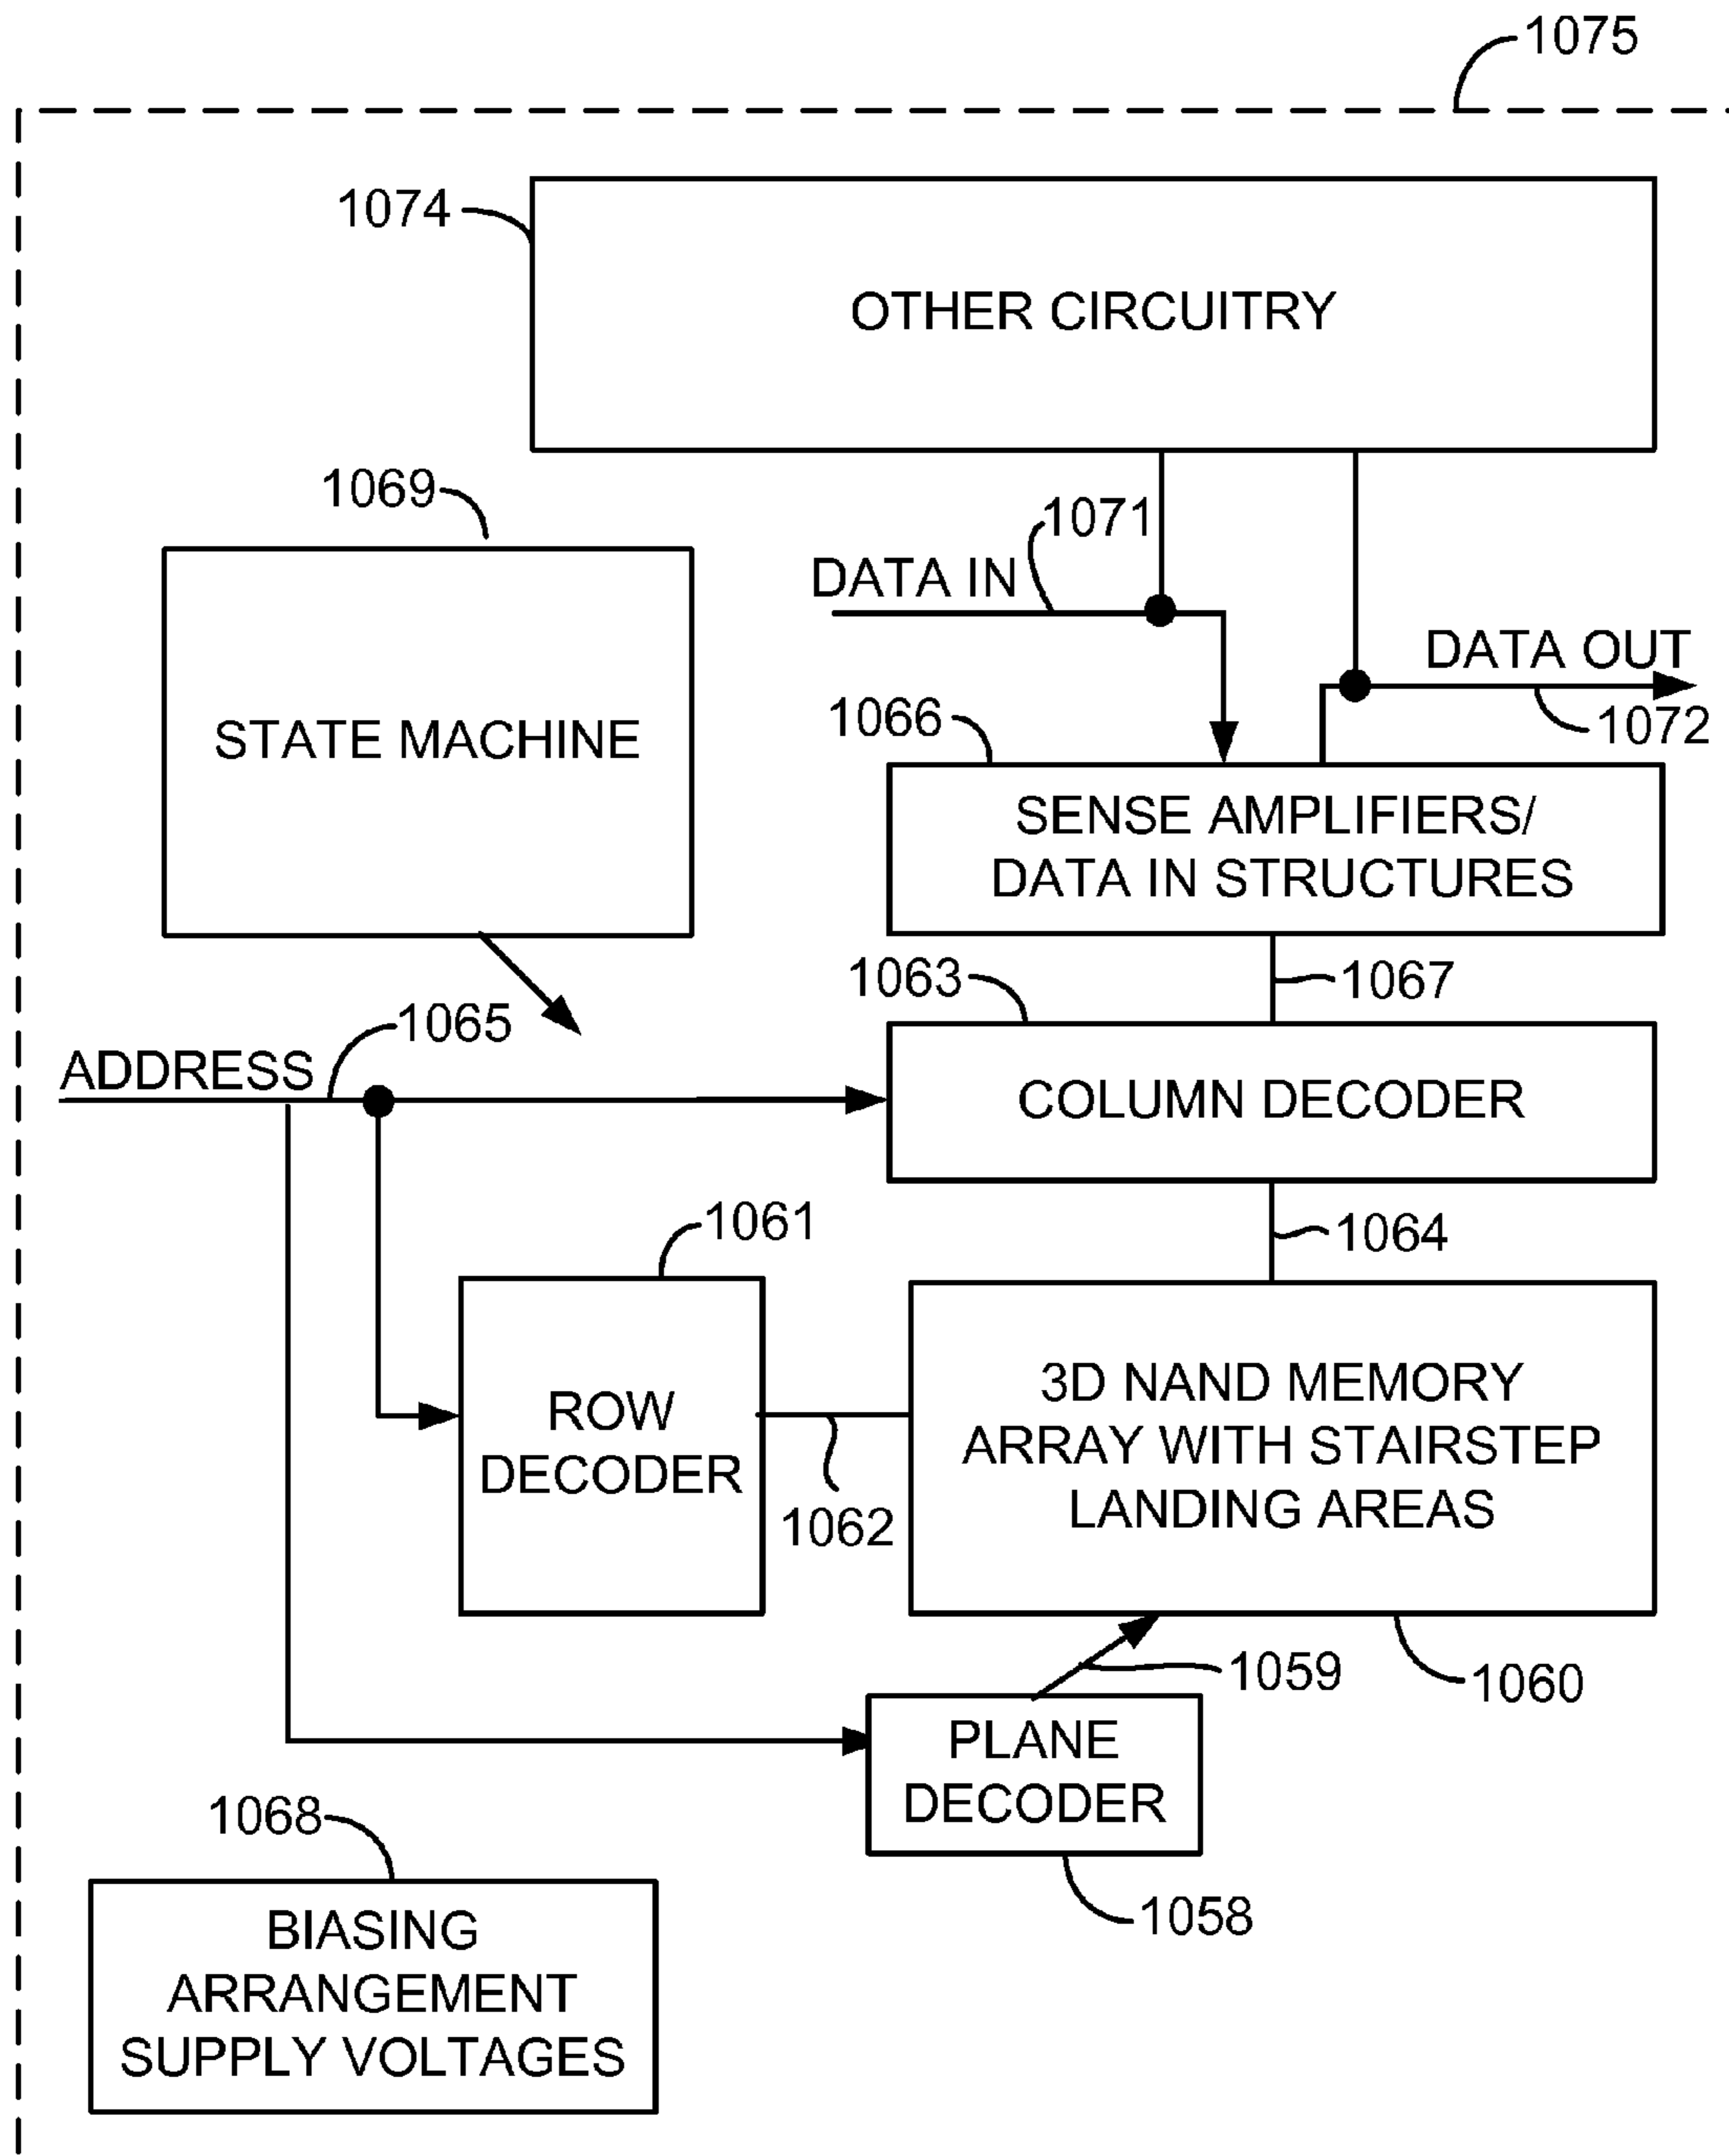 1075
1074
OTHER CIRCUITRY
1069
1071
DATA IN
DATA OUT
1072
STATE MACHINE
1066
SENSE AMPLIFIERS/
DATA IN STRUCTURES
1063
1067
1065
ADDRESS
COLUMN DECODER
1061
1064
ROW
DECODER
1062
3D NAND MEMORY
ARRAY WITH STAIRSTEP
LANDING AREAS
1059
1060
PLANE
DECODER
1058
1068
BIASING
ARRANGEMENT
SUPPLY VOLTAGES